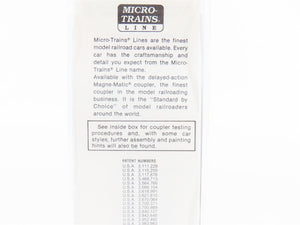 MICRO-
TRAINS
LINE
Micro-Trains® Lines are the finest
model railroad cars available. Every
car has the craftsmanship and
detail you expect from the Micro-
Trains® Line name.
Available with the delayed-action
Magne-Matic® coupler, the finest
coupler in the model railroading
business. It is the "Standard by
Choice" of model railroaders
around the world.
See inside box for coupler testing
procedures and, with some car
styles, further assembly and painting
hints will also be found.
PATENT NUMBERS
U.S.A.
U.S.A.
U.S.A.
U.S.A.
U.S.A.
U.S.A.
U.S.A.
U.S.A.
U.S.A.
U.S.A.
U.S.A.
U.S.A.
U.S.A.
U.S.A.